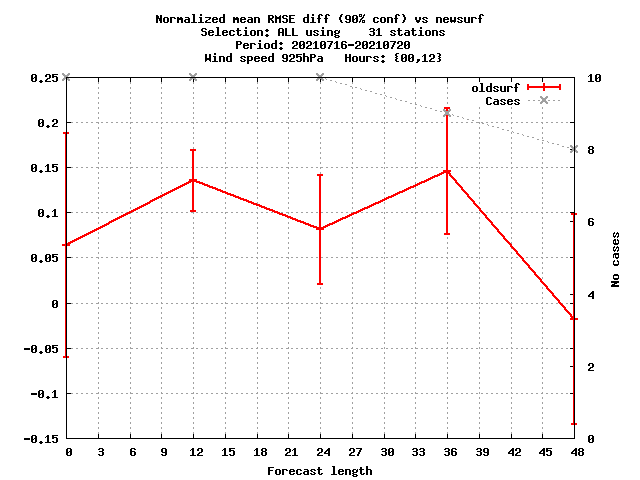 Normalized mean RMSE diff (90% conf) vs newsurf
Selection: ALL using    31 stations
Period: 20210716-20210720
Wind speed 925hPa   Hours: {00,12}
oldsurf
Cases
0.25
0.2
0.15
0.1
0.05
0
-0.05
-0.1
-0.15
10
8
6
4
2
0
No cases
0 3 6 9 12 15 18 21 24 27 30 33 36 39 42 45 48
Forecast length